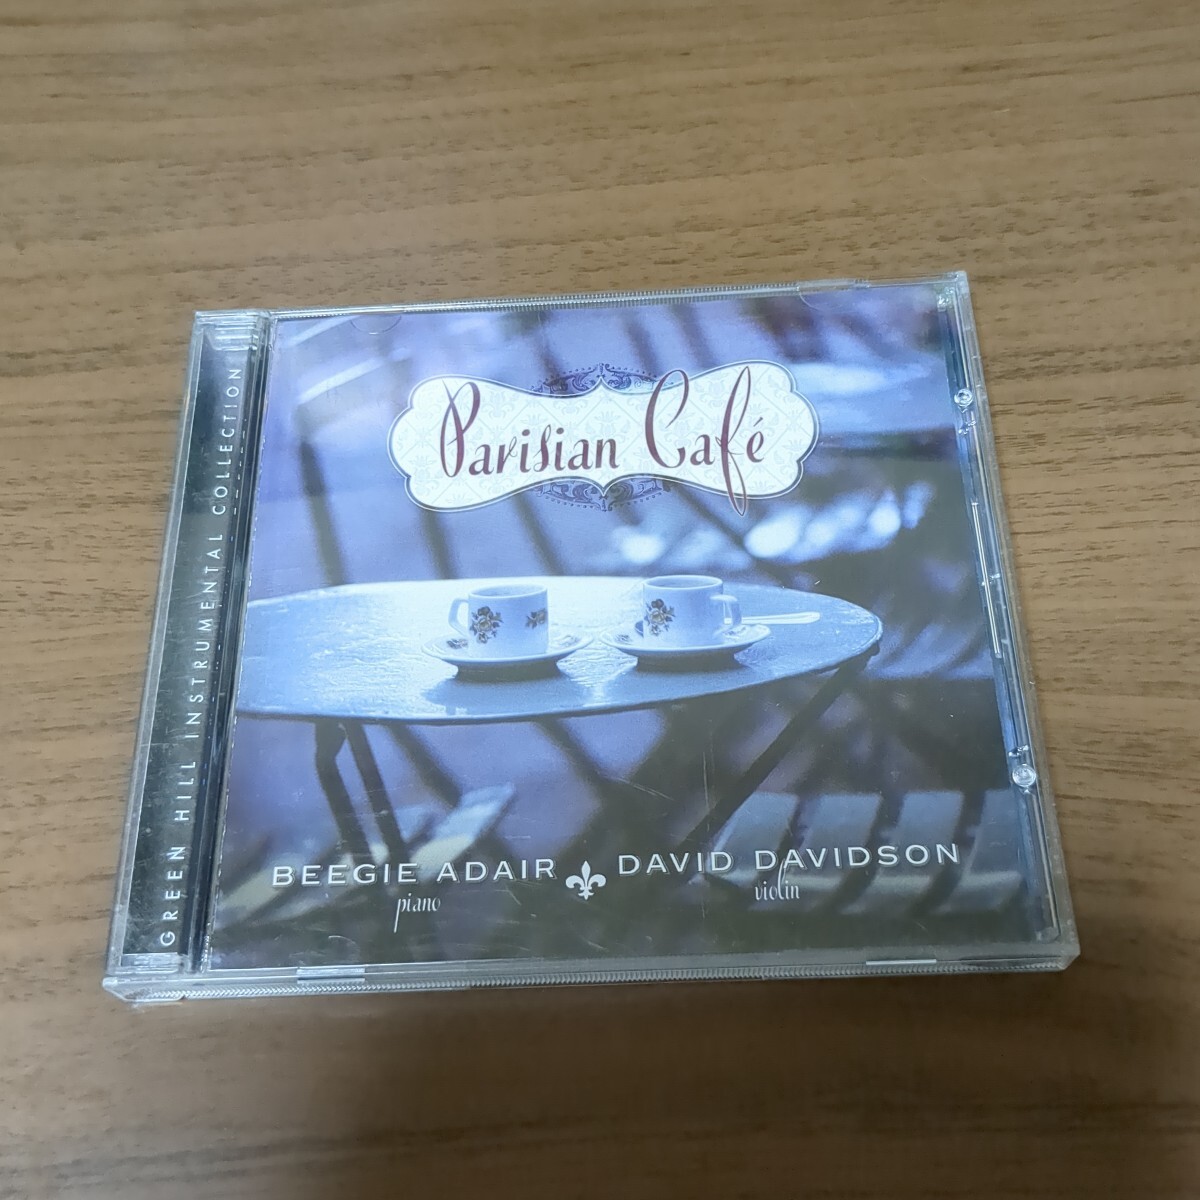 Parisian Café
BEEGIE ADAIR ⚜ DAVID DAVIDSON
piano violin
GREEN HILL INSTRUMENTAL COLLECTION